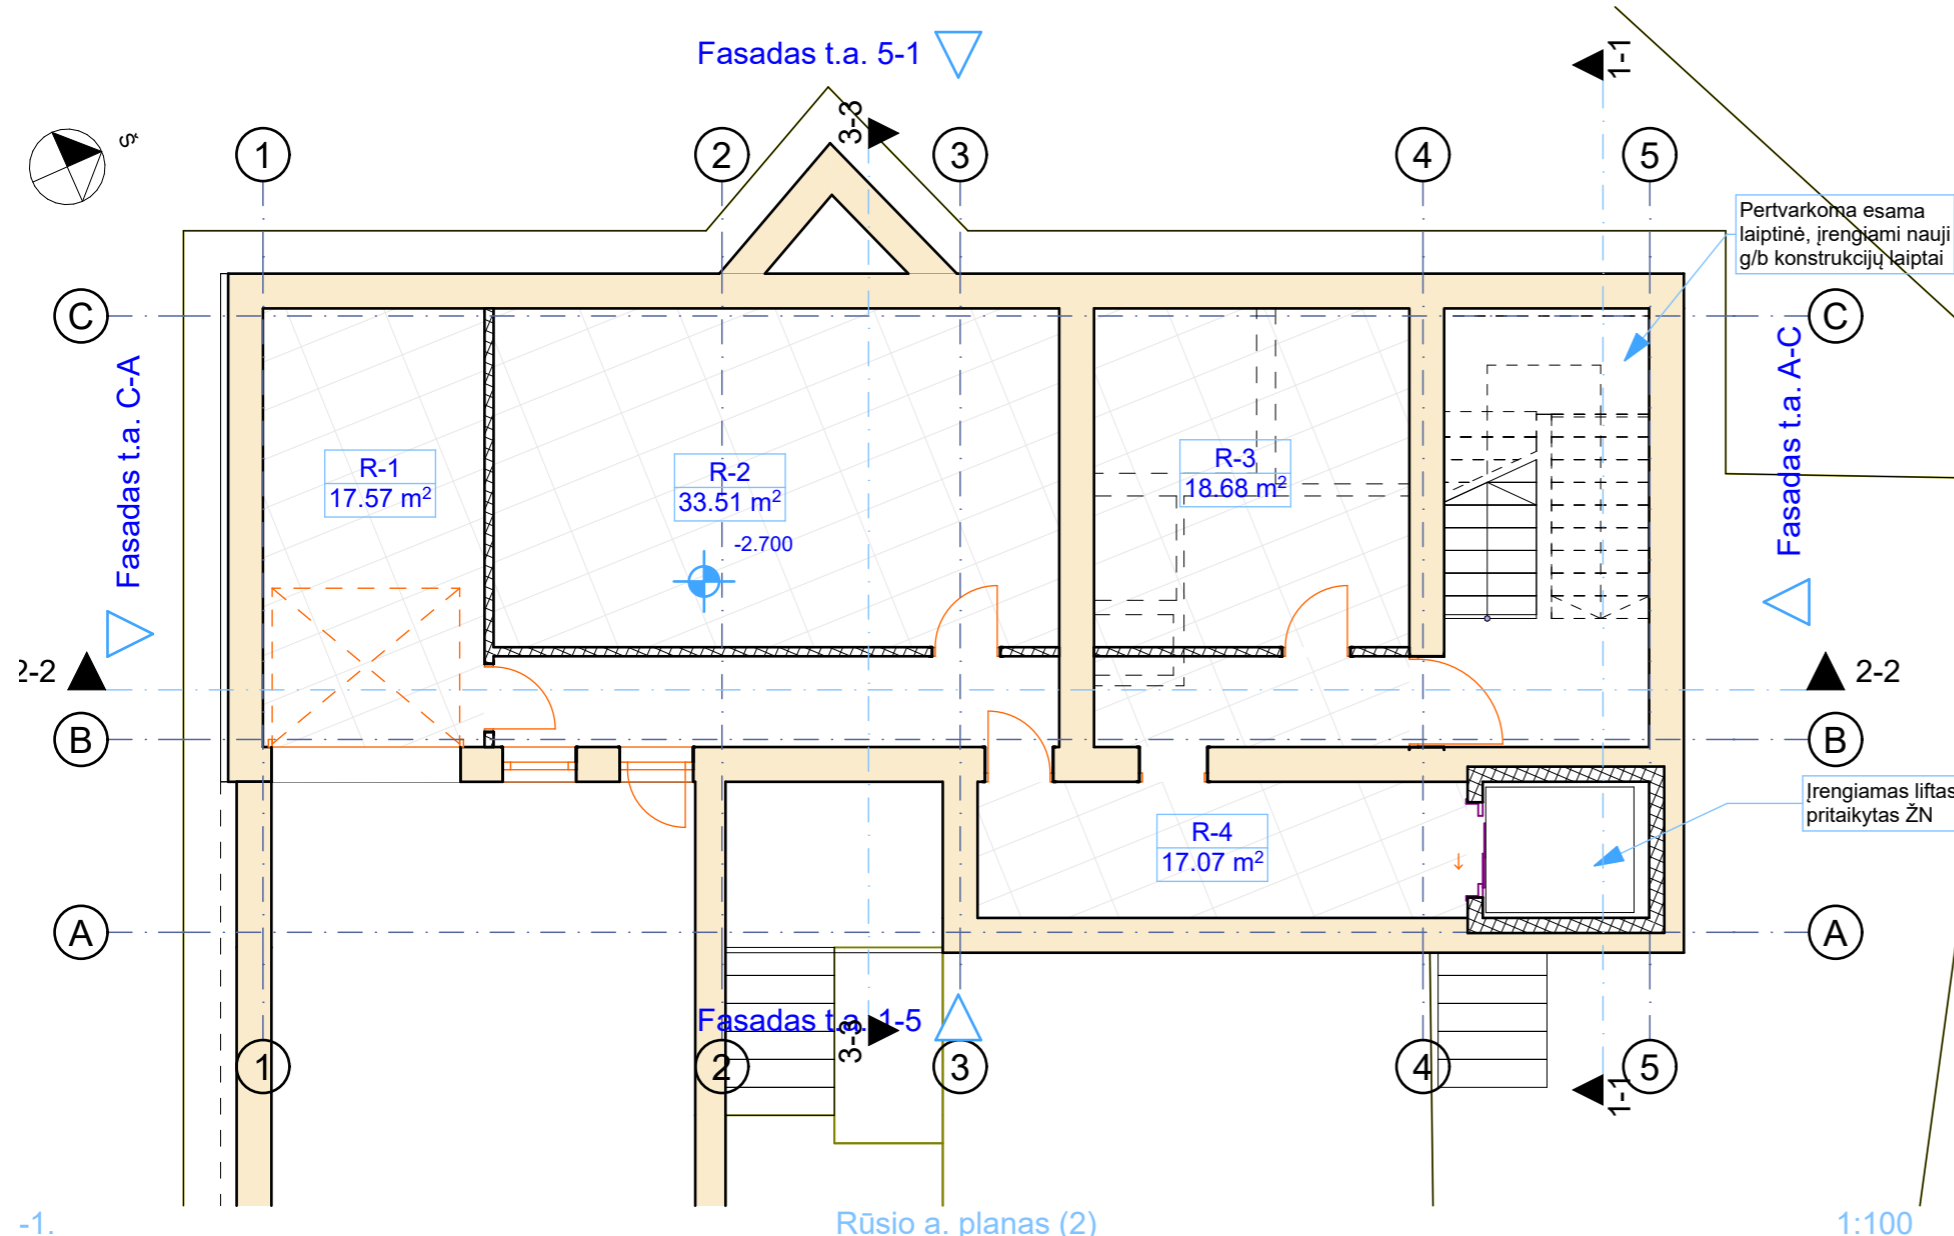 Fasadas t.a. 5-1
1-1
3-3
Š
1
2
3
4
5
Pertvarkoma esama
laiptinė, įrengiami nauji
g/b konstrukcijų laiptai
C
C
Fasadas t.a. C-A
Fasadas t.a. A-C
R-1
17.57 m²
R-2
33.51 m²
-2.700
R-3
18.68 m²
2-2
2-2
B
B
Įrengiamas liftas
pritaikytas ŽN
R-4
17.07 m²
A
A
Fasadas t.a. 1-5
3-3
1
2
3
4
5
1-1
-1.
Rūsio a. planas (2)
1:100